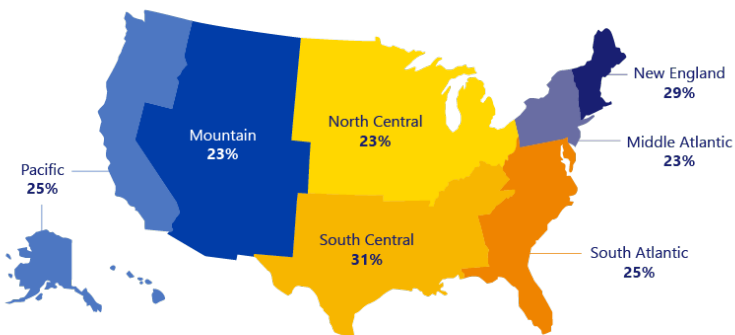 New England
29%
North Central
23%
Mountain
23%
Middle Atlantic
23%
Pacific
25%
South Central
31%
South Atlantic
25%